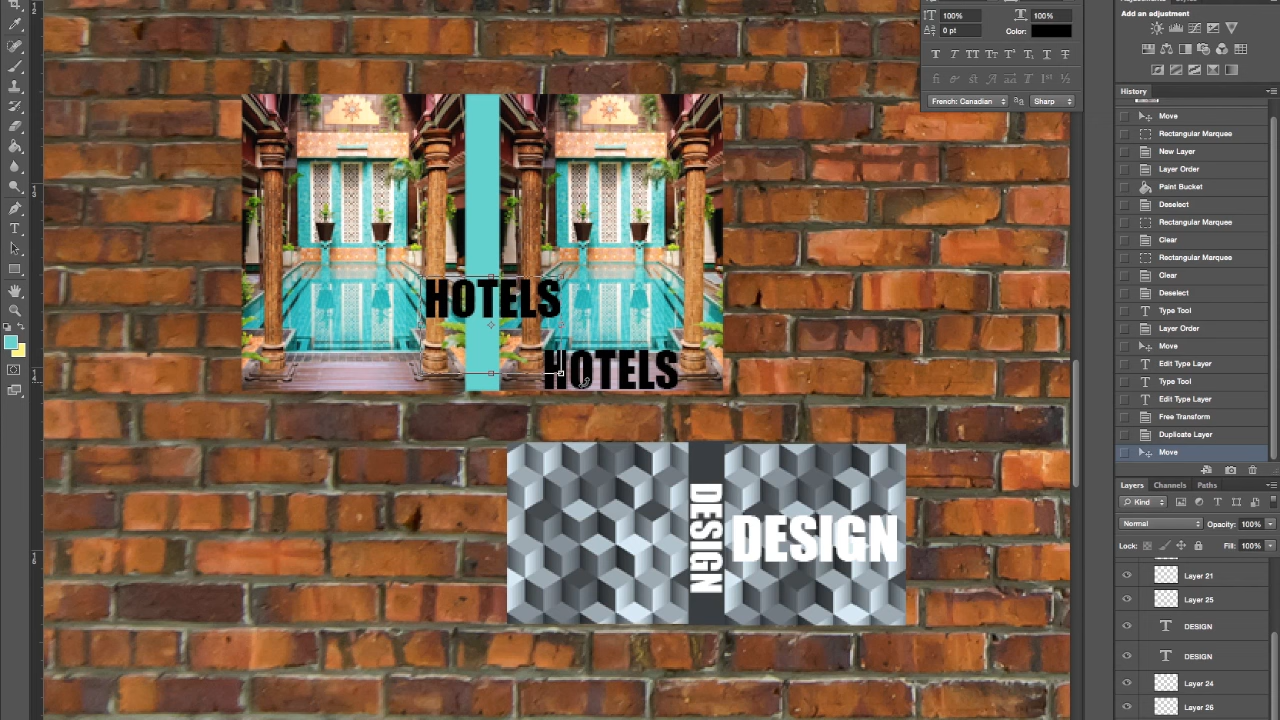 100%
100%
0 pt
Color:
French: Canadian
Sharp
Add an adjustment
History
Move
Rectangular Marquee
New Layer
Layer Order
Paint Bucket
Deselect
Rectangular Marquee
Clear
Rectangular Marquee
Clear
Deselect
Type Tool
Layer Order
Move
Edit Type Layer
Type Tool
Edit Type Layer
Free Transform
Duplicate Layer
Move
HOTELS
HOTELS
DESIGN
DESIGN
Layers Channels Paths
Kind
Normal Opacity: 100%
Lock: Fill: 100%
Layer 21
Layer 25
DESIGN
DESIGN
Layer 24
Layer 26